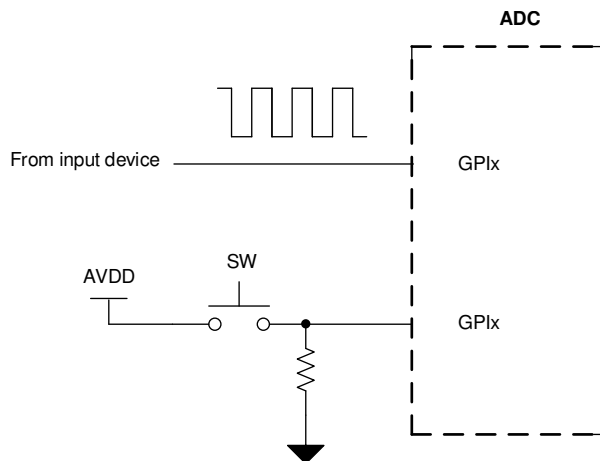 ADC
From input device
GPIx
AVDD
SW
GPIx